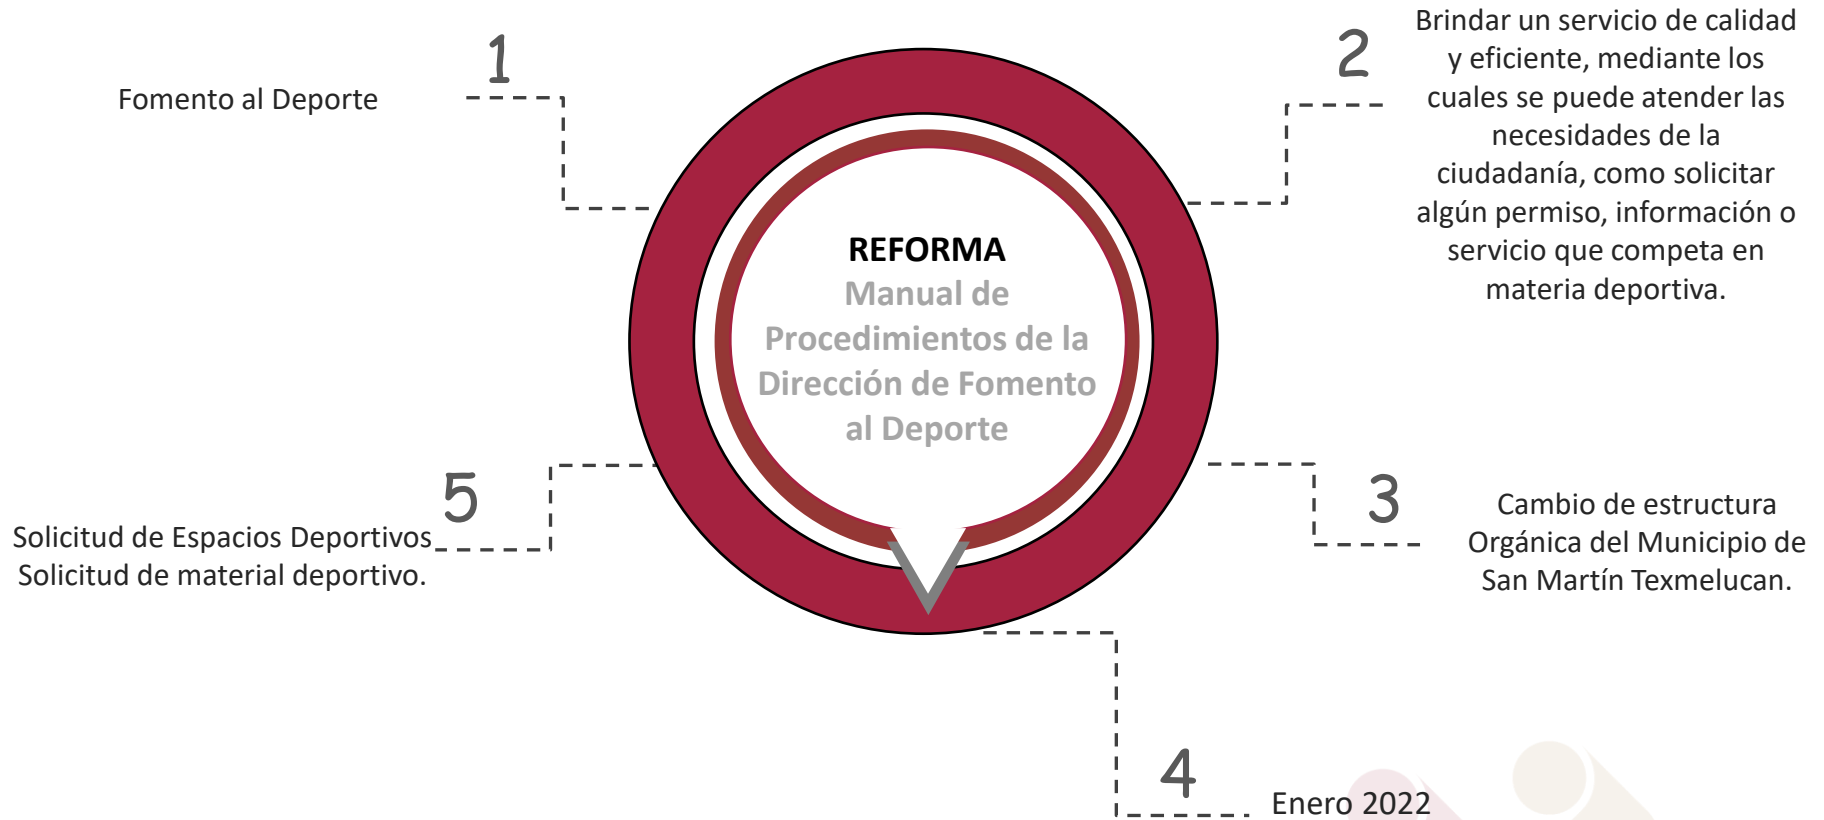 1
Fomento al Deporte
2
Brindar un servicio de calidad
y eficiente, mediante los
cuales se puede atender las
necesidades de la
ciudadanía, como solicitar
algún permiso, información o
servicio que competa en
materia deportiva.
REFORMA
Manual de
Procedimientos de la
Dirección de Fomento
al Deporte
3
Cambio de estructura
Orgánica del Municipio de
San Martín Texmelucan.
4
Enero 2022
5
Solicitud de Espacios Deportivos
Solicitud de material deportivo.